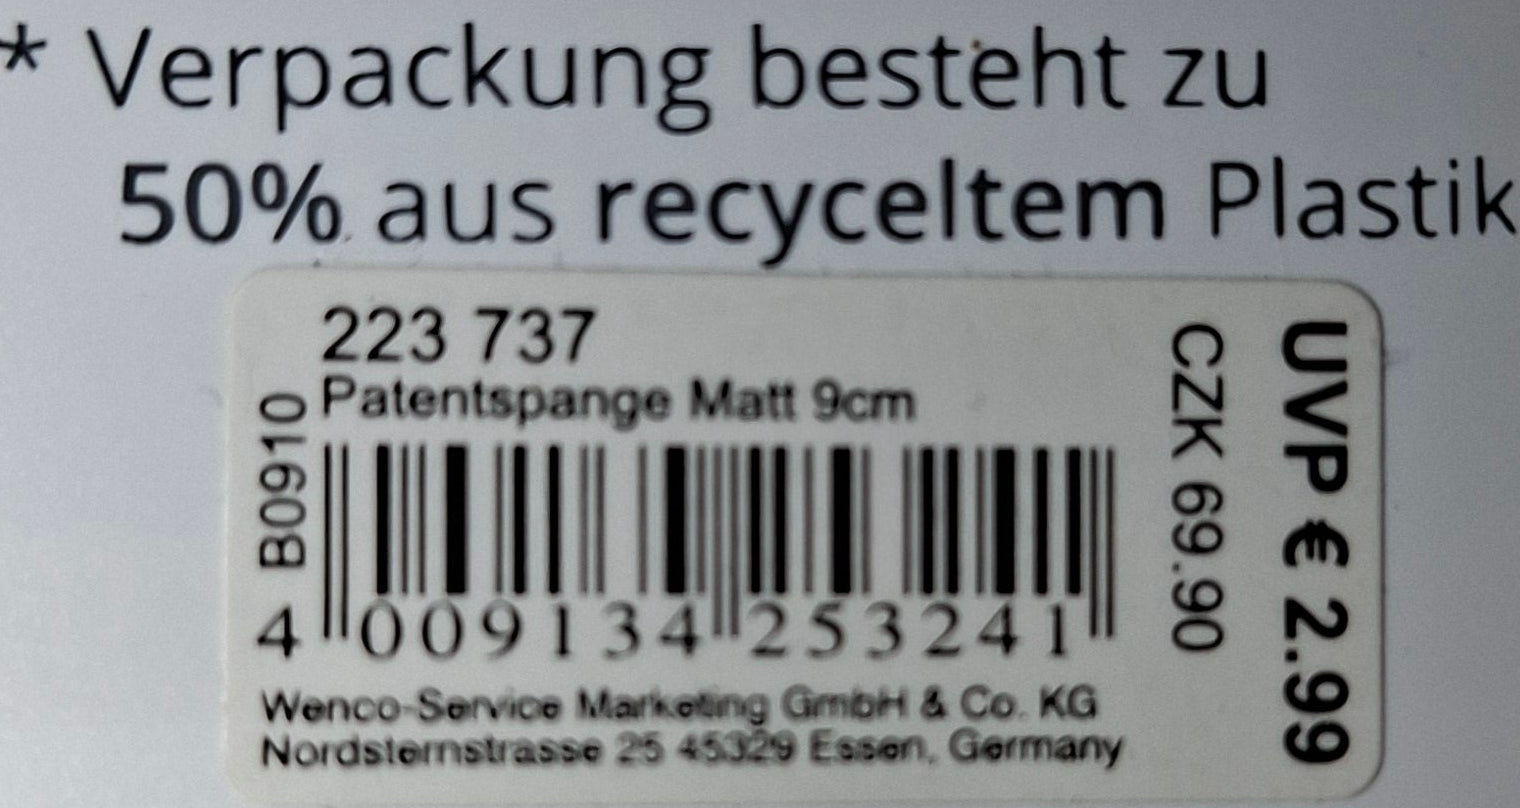 * Verpackung besteht zu
50% aus recyceltem Plastik
223 737
Patentspange Matt 9cm
B0910
4 009134 253241
Wenco-Service Marketing GmbH & Co. KG
Nordsternstrasse 25 45329 Essen, Germany
CZK 69.90
UVP € 2.99